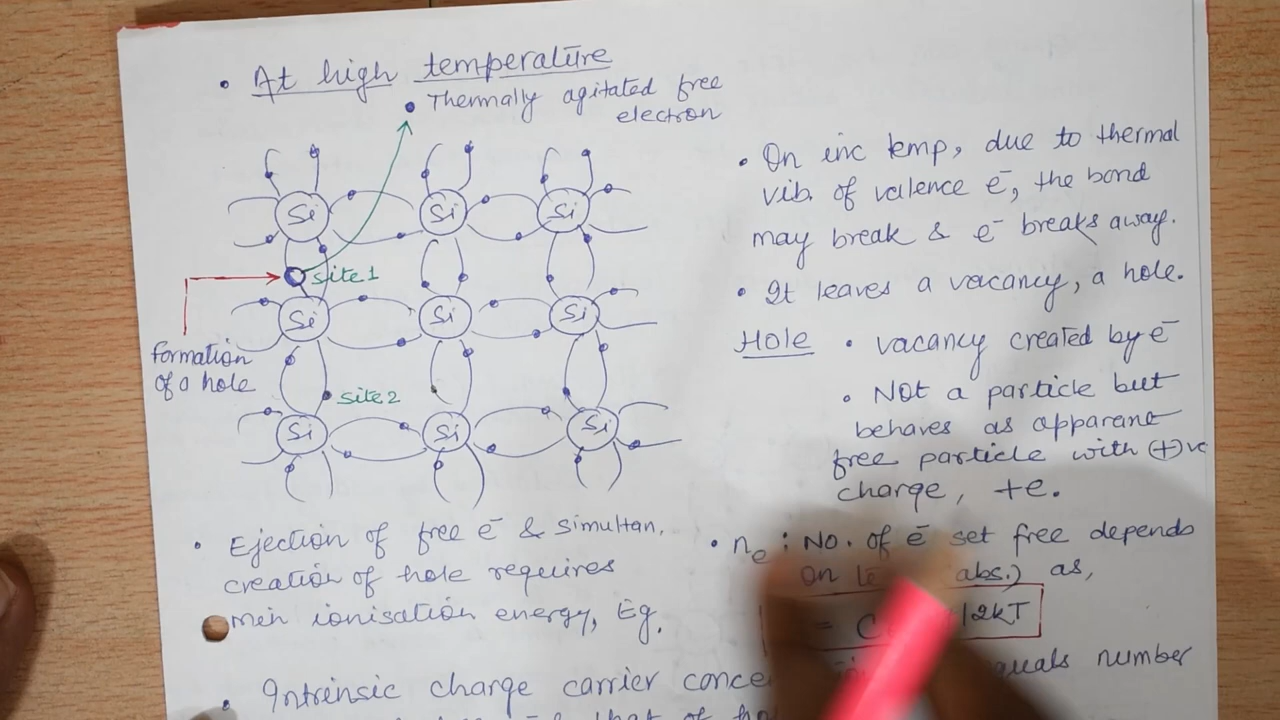 • At high temperature
• Thermally agitated free
electron
Si Si Si
site 1
Si Si Si
formation
of a hole
site 2
Si Si Si
• Ejection of free e̅ & simultan.
creation of hole requires
min ionisation energy, Eg.
• On inc temp, due to thermal
vib. of valence e̅, the bond
may break & e̅ breaks away.
• It leaves a vacancy, a hole.
Hole • vacancy created by e̅
• NOT a particle but
behaves as apparent
free particle with (+)ve
charge, +e.
• ne : No. of e̅ set free depends
on abs.) as,
= C /2kT
• Intrinsic charge carrier equals number
that of